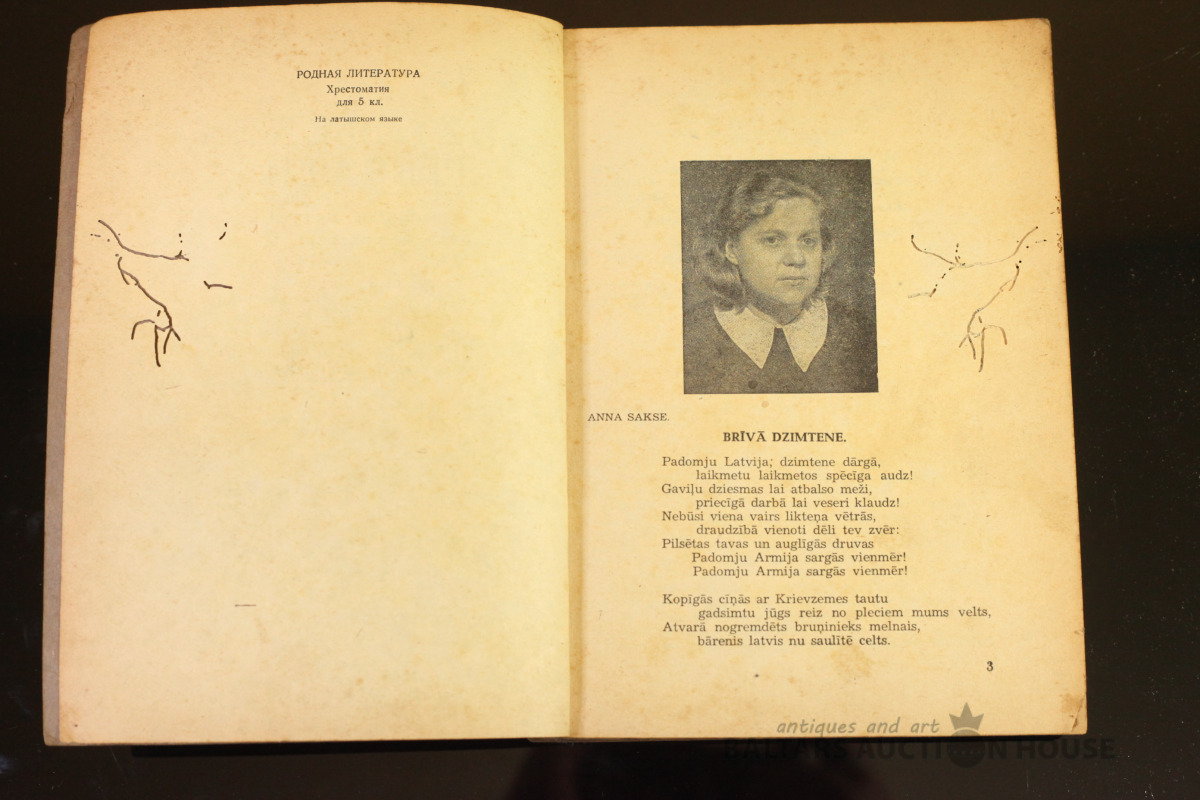 РОДНАЯ ЛИТЕРАТУРА
Хрестоматия
для 5 кл.
На латышском языке
ANNA SAKSE.
BRĪVĀ DZIMTENE.
Padomju Latvija, dzimtene dārgā,
laikmetu laikmetos spēcīga audz!
Gaviļu dziesmas lai atbalso meži,
priecīgā darbā lai veseri klaudz!
Nebūsi viena vairs likteņa vētrās,
draudzībā vienoti dēli tev zvēr:
Pilsētas tavas un auglīgās druvas
Padomju Armija sargās vienmēr!
Padomju Armija sargās vienmēr!
Kopīgās cīņās ar Krievzemes tautu
gadsimtu jūgs reiz no pleciem mums velts,
Atvarā nogremdēts bruņinieks melnais,
bārenis latvis nu saulītē celts.
3
antiques and art
BALTARS AUCTION HOUSE